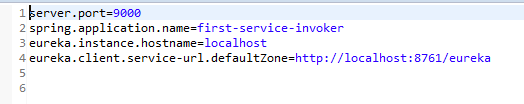 1 server.port=9000
2 spring.application.name=first-service-invoker
3 eureka.instance.hostname=localhost
4 eureka.client.service-url.defaultZone=http://localhost:8761/eureka
5
6